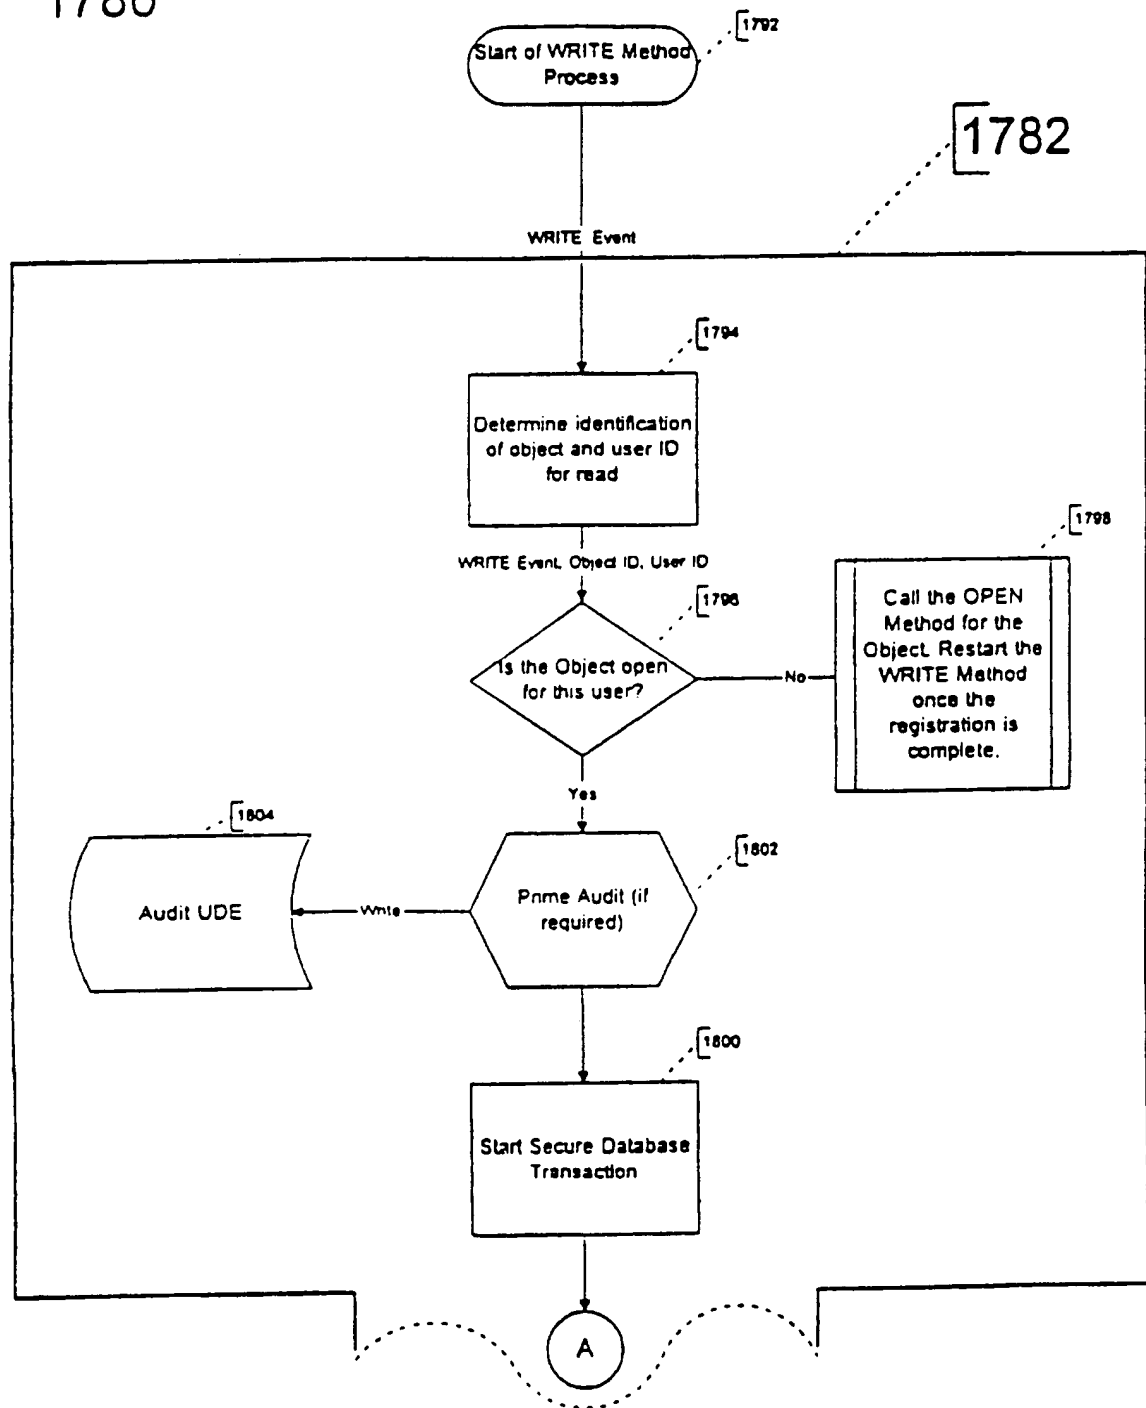 1780
1792
Start of WRITE Method
Process
1782
WRITE Event
1794
Determine identification
of object and user ID
for read
1798
WRITE Event, Object ID, User ID
1796
Call the OPEN
Method for the
Object. Restart the
WRITE Method
once the
registration is
complete.
Is the Object open
for this user?
No
Yes
1804
1802
Audit UDE
Write
Prime Audit (if
required)
1800
Start Secure Database
Transaction
A